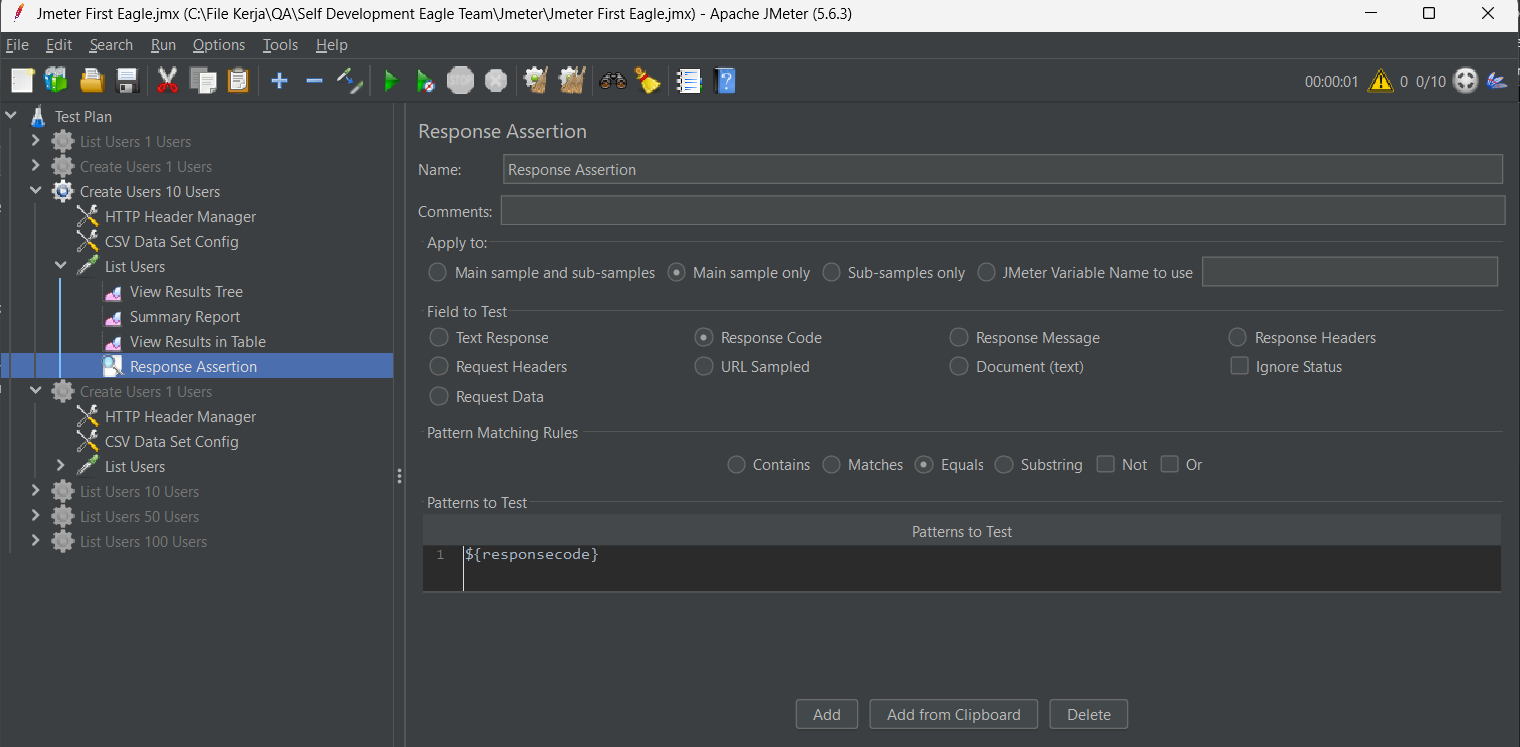 Jmeter First Eagle.jmx (C:\File Kerja\QA\Self Development Eagle Team\Jmeter\Jmeter First Eagle.jmx) - Apache JMeter (5.6.3)
File Edit Search Run Options Tools Help
STOP 00:00:01 0 0/10
Test Plan
List Users 1 Users
Create Users 1 Users
Create Users 10 Users
HTTP Header Manager
CSV Data Set Config
List Users
View Results Tree
Summary Report
View Results in Table
Response Assertion
Create Users 1 Users
HTTP Header Manager
CSV Data Set Config
List Users
List Users 10 Users
List Users 50 Users
List Users 100 Users
Response Assertion
Name: Response Assertion
Comments:
Apply to:
Main sample and sub-samples Main sample only Sub-samples only JMeter Variable Name to use
Field to Test
Text Response Response Code Response Message Response Headers
Request Headers URL Sampled Document (text) Ignore Status
Request Data
Pattern Matching Rules
Contains Matches Equals Substring Not Or
Patterns to Test
Patterns to Test
1 ${responsecode}
Add Add from Clipboard Delete